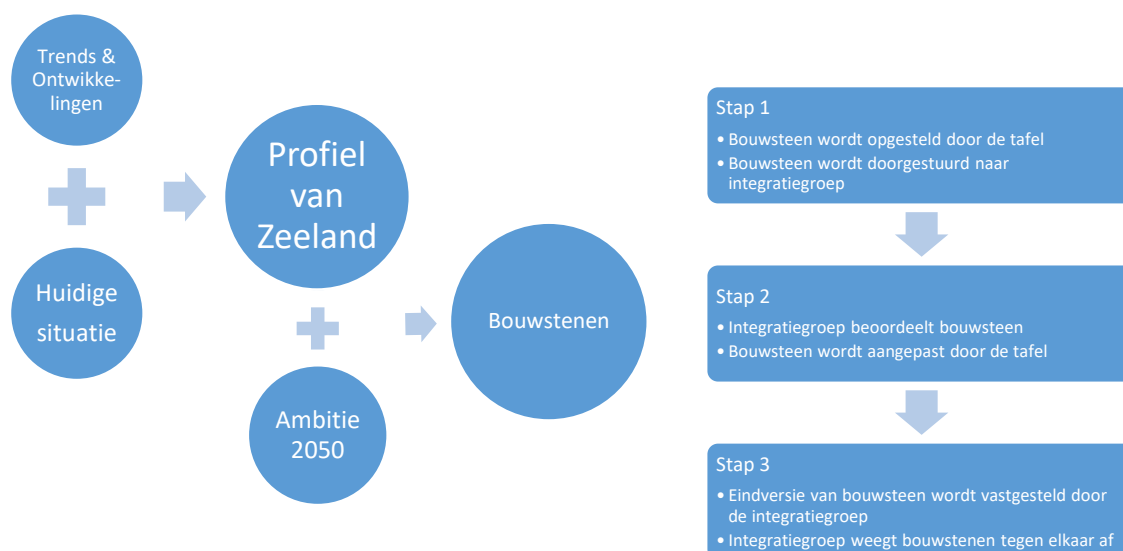 Trends &
Ontwikke-
lingen
Huidige
situatie
Profiel
van
Zeeland
Ambitie
2050
Bouwstenen
Stap 1
• Bouwsteen wordt opgesteld door de tafel
• Bouwsteen wordt doorgestuurd naar
integratiegroep
Stap 2
• Integratiegroep beoordeelt bouwsteen
• Bouwsteen wordt aangepast door de tafel
Stap 3
• Eindversie van bouwsteen wordt vastgesteld door
de integratiegroep
• Integratiegroep weegt bouwstenen tegen elkaar af